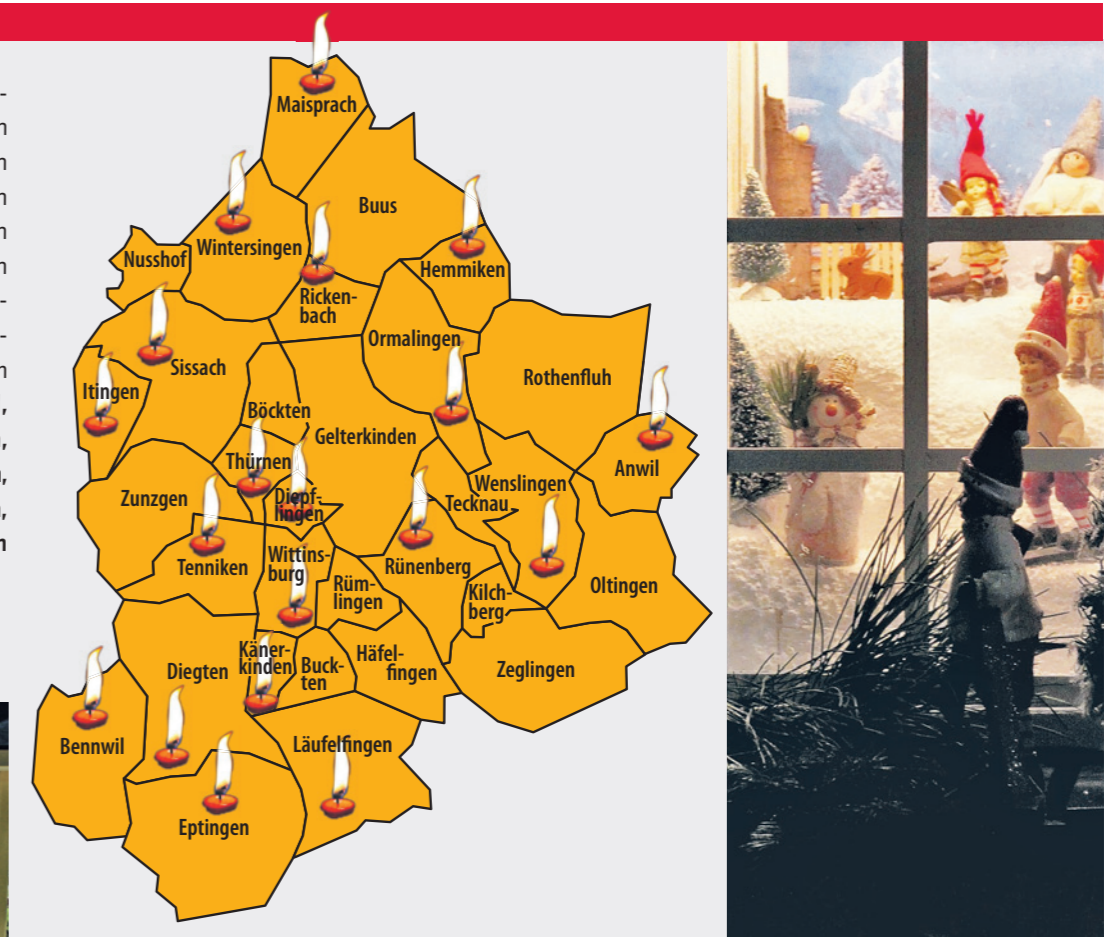 -
n
n
n
n
n
-
-
n
,
,
,
,
n
Maisprach
Buus
Wintersingen
Nusshof
Hemmiken
Ricken-
bach
Ormalingen
Sissach
Rothenfluh
Itingen
Böckten
Gelterkinden
Thürnen
Anwil
Wenslingen
Zunzgen
Diepf-
lingen
Tecknau
Wittins-
burg
Tenniken
Rünenberg
Rüm-
lingen
Kilch-
berg
Oltingen
Känner-
kinden
Häfel-
fingen
Buck-
ten
Diegten
Zeglingen
Bennwil
Läufelfingen
Eptingen